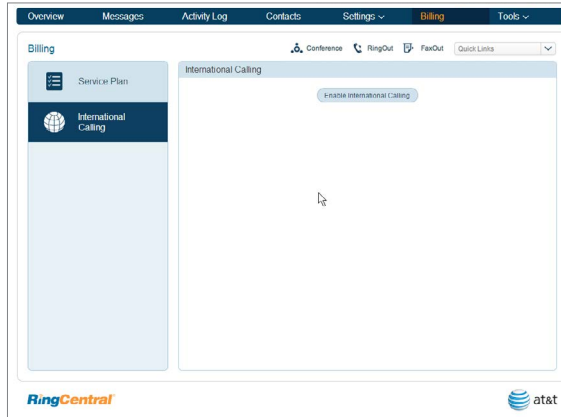 Overview Messages Activity Log Contacts Settings Billing Tools
Billing
Conference RingOut FaxOut Quick Links
Service Plan
International Calling
Enable International Calling
International
Calling
RingCentral
at&t